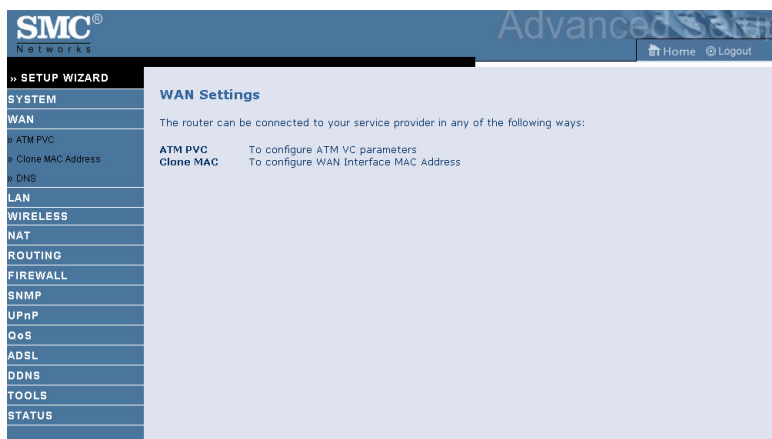 SMC®
Networks
Advanced Setup
Home Logout
» SETUP WIZARD
SYSTEM
WAN
» ATM PVC
» Clone MAC Address
» DNS
LAN
WIRELESS
NAT
ROUTING
FIREWALL
SNMP
UPnP
QoS
ADSL
DDNS
TOOLS
STATUS
WAN Settings
The router can be connected to your service provider in any of the following ways:
ATM PVC To configure ATM VC parameters
Clone MAC To configure WAN Interface MAC Address